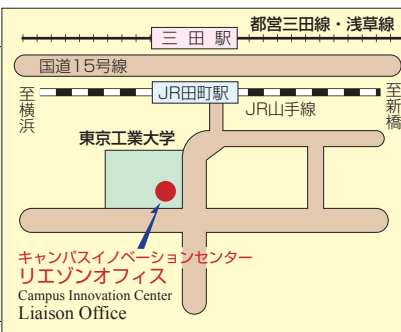 都営三田線・浅草線
三田駅
国道15号線
JR田町駅
至横浜
JR山手線
至新橋
東京工業大学
キャンパスイノベーションセンター
リエゾンオフィス
Campus Innovation Center
Liaison Office